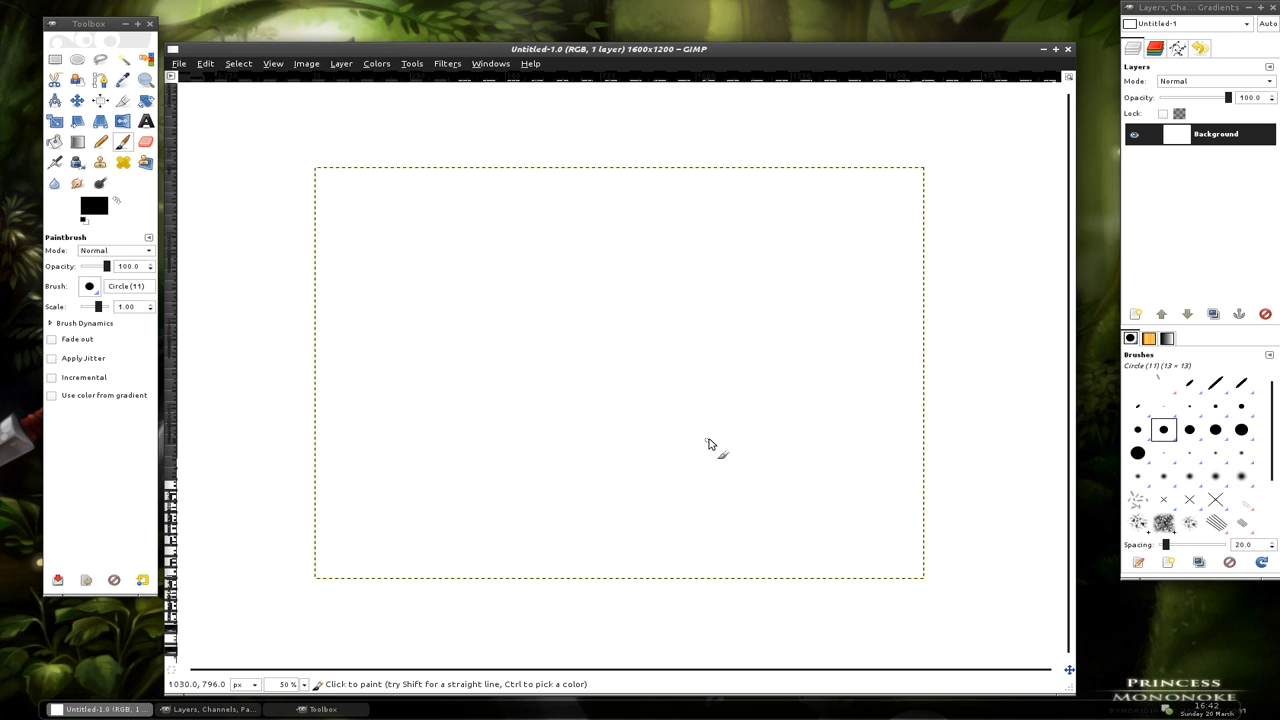 Toolbox
Untitled-1.0 (RGB, 1 layer) 1600x1200 – GIMP
Layers, Cha... Gradients
File Edit Select View Image Layer Colors Tools Filters Windows Help
Untitled-1
Auto
Layers
Mode: Normal
Opacity: 100.0
Lock:
Background
Paintbrush
Mode: Normal
Opacity: 100.0
Brush: Circle (11)
Scale: 1.00
Brush Dynamics
Fade out
Apply Jitter
Incremental
Use color from gradient
Brushes
Circle (11) (13 × 13)
Spacing: 20.0
1030.0, 796.0 px 50 % Click to paint (try Shift for a straight line, Ctrl to pick a color)
Untitled-1.0 (RGB, 1 ...
Layers, Channels, Pa...
Toolbox
PRINCESS
MONONOKE
16:42
Sunday 20 March